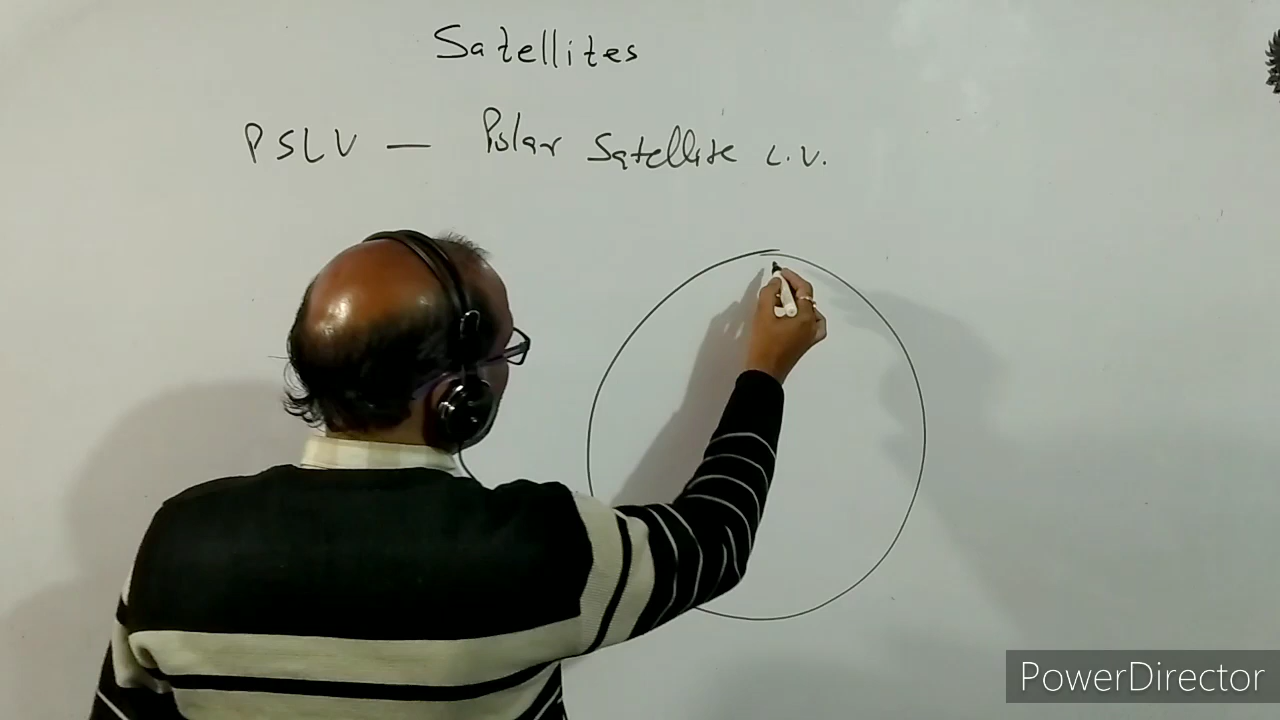 Satellites
PSLV — Polar Satellite L.V.
PowerDirector